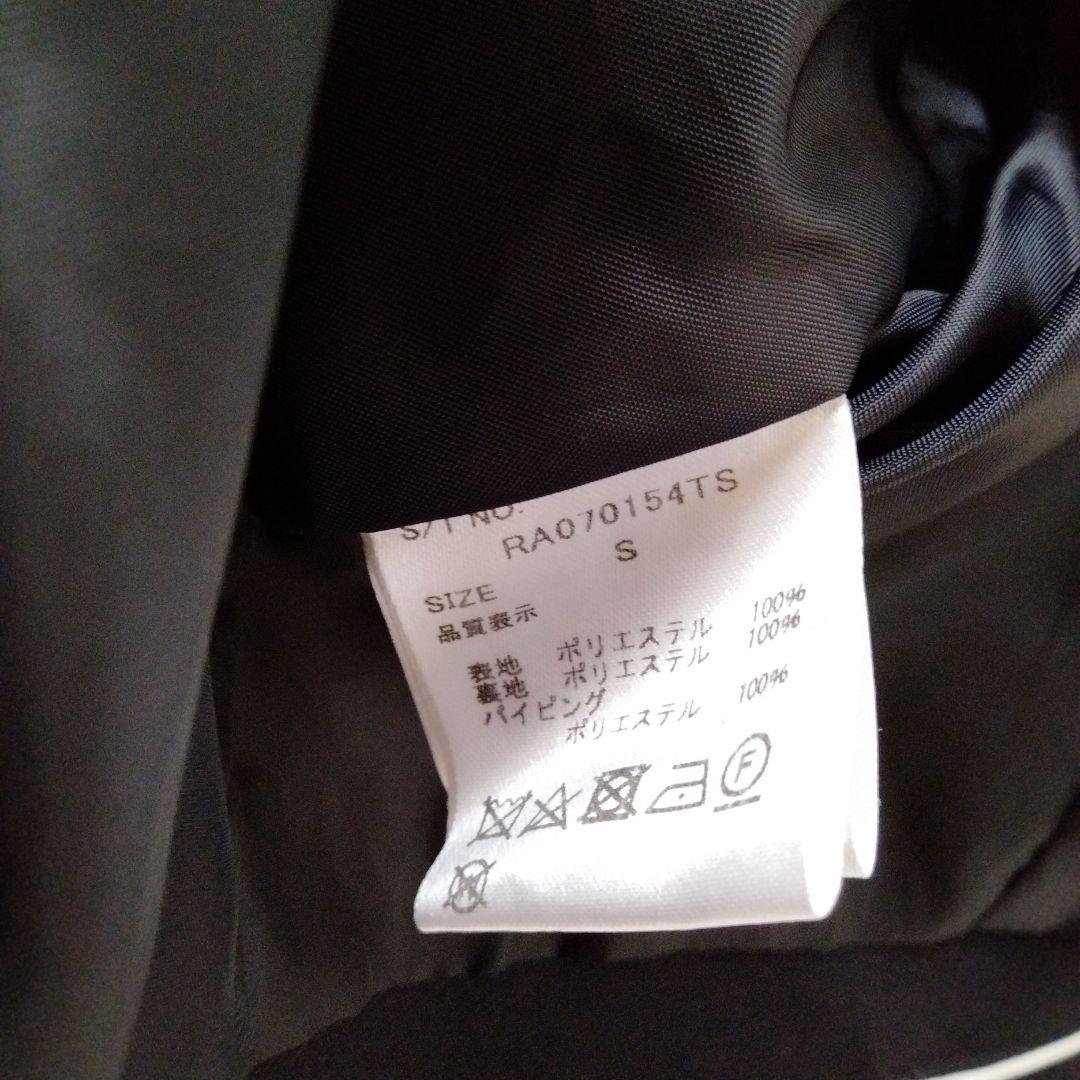 S/T NO.
RA070154TS
SIZE S
品質表示
表地 ポリエステル 100%
裏地 ポリエステル 100%
パイピング
ポリエステル 100%
F